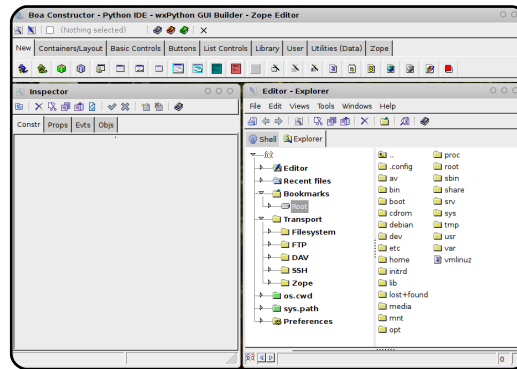 Boa Constructor - Python IDE - wxPython GUI Builder - Zope Editor
(Nothing selected)
New Containers/Layout Basic Controls Buttons List Controls Library User Utilities (Data) Zope
Inspector
Constr Props Evts Objs
Editor - Explorer
File Edit Views Tools Windows Help
Shell Explorer
Editor
Recent files
Bookmarks
Root
Transport
Filesystem
FTP
DAV
SSH
Zope
os.cwd
sys.path
Preferences
..
.config
av
bin
boot
cdrom
debian
dev
etc
home
initrd
lib
lost+found
media
mnt
opt
proc
root
sbin
share
srv
sys
tmp
usr
var
vmlinuz
0